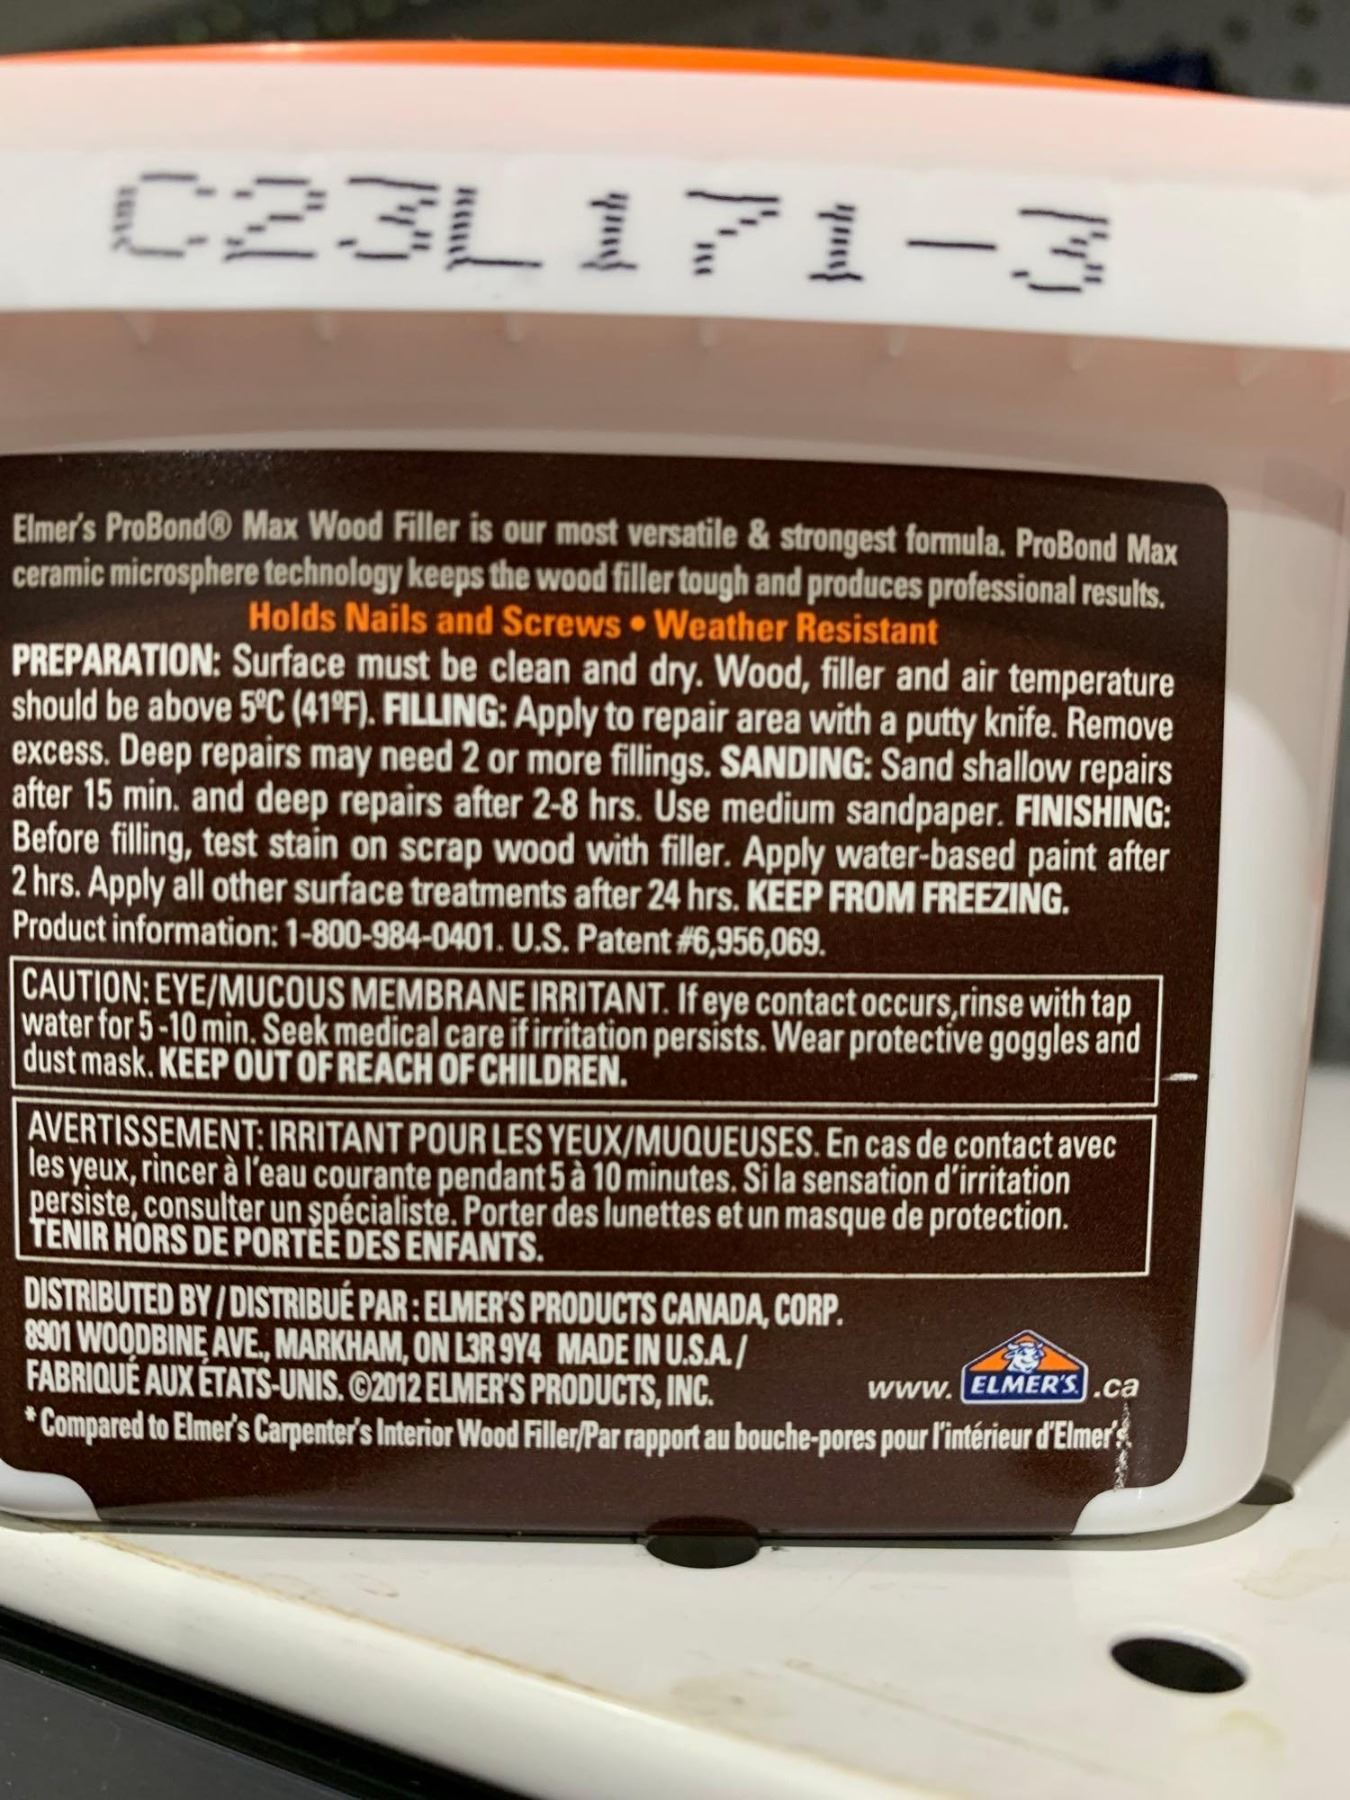 C23L171-3
Elmer's ProBond® Max Wood Filler is our most versatile & strongest formula. ProBond Max
ceramic microsphere technology keeps the wood filler tough and produces professional results.
Holds Nails and Screws • Weather Resistant
PREPARATION: Surface must be clean and dry. Wood, filler and air temperature
should be above 5ºC (41ºF). FILLING: Apply to repair area with a putty knife. Remove
excess. Deep repairs may need 2 or more fillings. SANDING: Sand shallow repairs
after 15 min. and deep repairs after 2-8 hrs. Use medium sandpaper. FINISHING:
Before filling, test stain on scrap wood with filler. Apply water-based paint after
2 hrs. Apply all other surface treatments after 24 hrs. KEEP FROM FREEZING.
Product information: 1-800-984-0401. U.S. Patent #6,956,069.
CAUTION: EYE/MUCOUS MEMBRANE IRRITANT. If eye contact occurs, rinse with tap
water for 5 -10 min. Seek medical care if irritation persists. Wear protective goggles and
dust mask. KEEP OUT OF REACH OF CHILDREN.
AVERTISSEMENT: IRRITANT POUR LES YEUX/MUQUEUSES. En cas de contact avec
les yeux, rincer à l'eau courante pendant 5 à 10 minutes. Si la sensation d'irritation
persiste, consulter un spécialiste. Porter des lunettes et un masque de protection.
TENIR HORS DE PORTÉE DES ENFANTS.
DISTRIBUTED BY / DISTRIBUÉ PAR : ELMER'S PRODUCTS CANADA, CORP.
8901 WOODBINE AVE., MARKHAM, ON L3R 9Y4 MADE IN U.S.A. /
FABRIQUÉ AUX ÉTATS-UNIS. ©2012 ELMER'S PRODUCTS, INC.
www. ELMER'S .ca
* Compared to Elmer's Carpenter's Interior Wood Filler/Par rapport au bouche-pores pour l'intérieur d'Elmer's